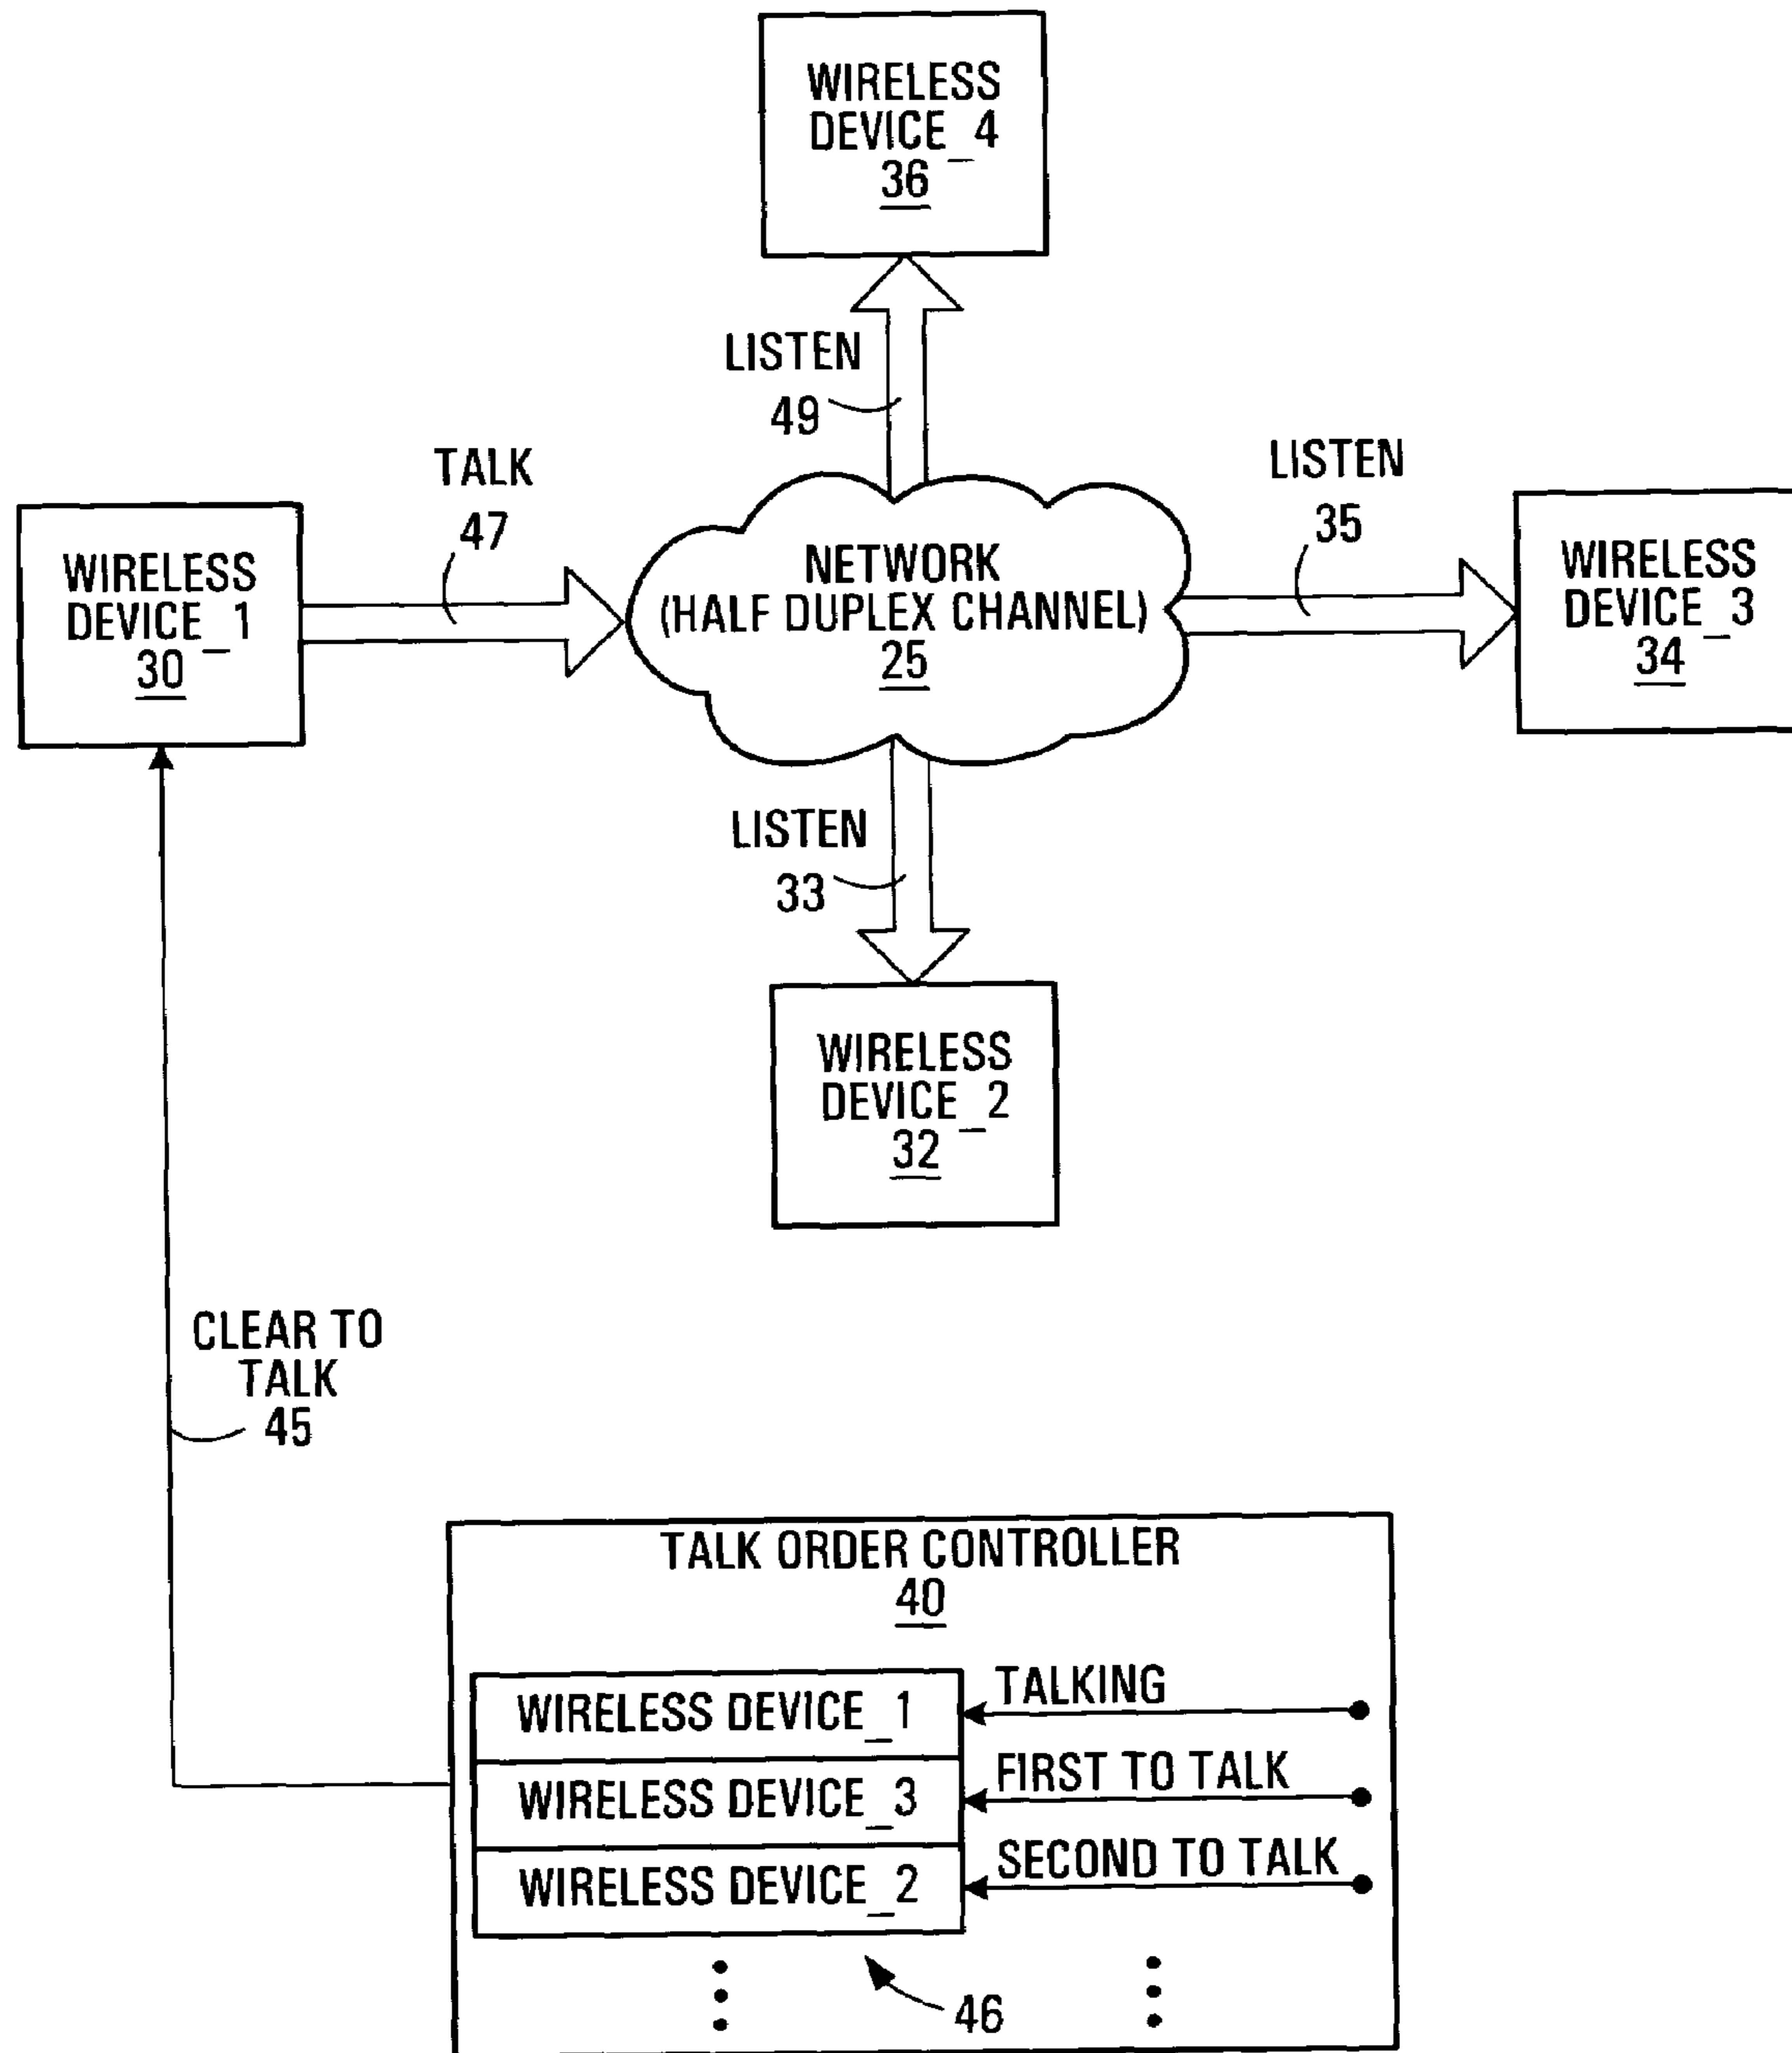 WIRELESS
DEVICE_4
36
LISTEN
49
TALK
47
LISTEN
35
WIRELESS
DEVICE_1
30
NETWORK
(HALF DUPLEX CHANNEL)
25
WIRELESS
DEVICE_3
34
LISTEN
33
WIRELESS
DEVICE_2
32
CLEAR TO
TALK
45
TALK ORDER CONTROLLER
40
WIRELESS DEVICE_1
TALKING
WIRELESS DEVICE_3
FIRST TO TALK
WIRELESS DEVICE_2
SECOND TO TALK
46